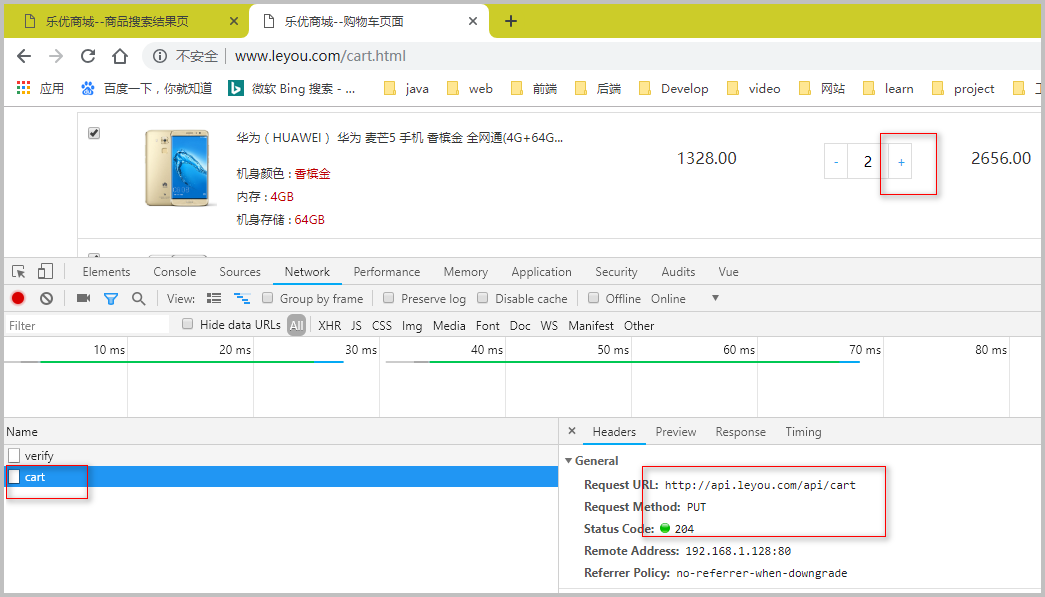 乐优商城--商品搜索结果页 × 乐优商城--购物车页面 × +
不安全 | www.leyou.com/cart.html
应用 百度一下，你就知道 微软 Bing 搜索 - ... java web 前端 后端 Develop video 网站 learn project
华为（HUAWEI） 华为 麦芒5 手机 香槟金 全网通(4G+64G...
1328.00 - 2 + 2656.00
机身颜色 : 香槟金
内存 : 4GB
机身存储 : 64GB
Elements Console Sources Network Performance Memory Application Security Audits Vue
View: Group by frame Preserve log Disable cache Offline Online ▼
Filter Hide data URLs All XHR JS CSS Img Media Font Doc WS Manifest Other
10 ms 20 ms 30 ms 40 ms 50 ms 60 ms 70 ms 80 ms
Name × Headers Preview Response Timing
verify
cart
▼ General
Request URL: http://api.leyou.com/api/cart
Request Method: PUT
Status Code: 204
Remote Address: 192.168.1.128:80
Referrer Policy: no-referrer-when-downgrade